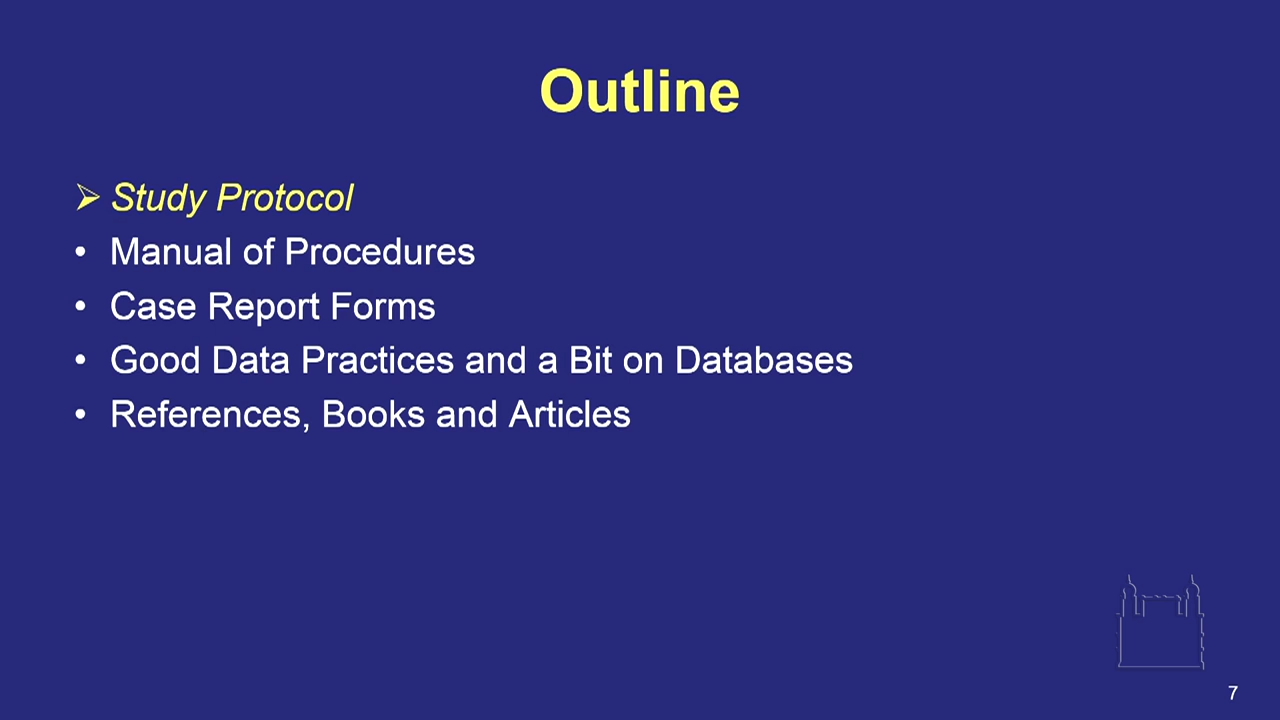 Outline
➢ Study Protocol
• Manual of Procedures
• Case Report Forms
• Good Data Practices and a Bit on Databases
• References, Books and Articles
7